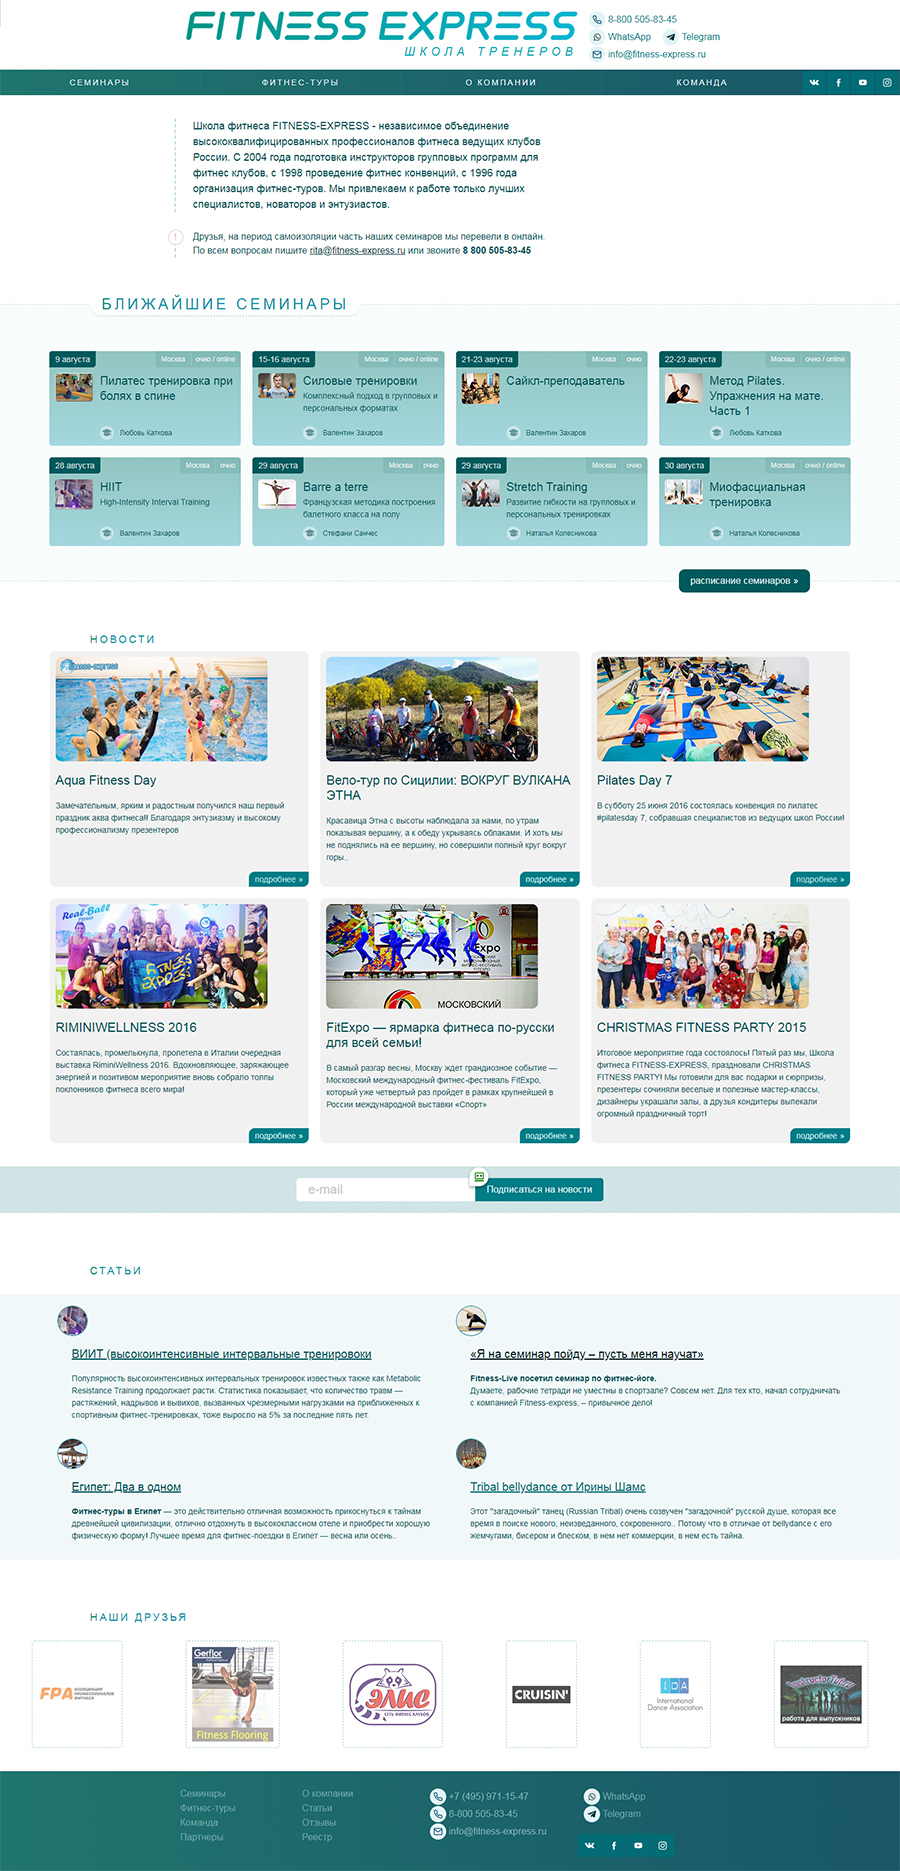 FITNESS EXPRESS
ШКОЛА ТРЕНЕРОВ
8-800 505-83-45
WhatsApp Telegram
info@fitness-express.ru
СЕМИНАРЫ ФИТНЕС-ТУРЫ О КОМПАНИИ КОМАНДА
Школа фитнеса FITNESS-EXPRESS - независимое объединение
высококвалифицированных профессионалов фитнеса ведущих клубов
России. С 2004 года подготовка инструкторов групповых программ для
фитнес клубов, с 1998 проведение фитнес конвенций, с 1996 года
организация фитнес-туров. Мы привлекаем к работе только лучших
специалистов, новаторов и энтузиастов.
Друзья, на период самоизоляции часть наших семинаров мы перевели в онлайн.
По всем вопросам пишите rita@fitness-express.ru или звоните 8 800 505-83-45
БЛИЖАЙШИЕ СЕМИНАРЫ
9 августа Москва очно / online
Пилатес тренировка при
болях в спине
Любовь Каткова
15-16 августа Москва очно / online
Силовые тренировки
Комплексный подход в групповых и
персональных форматах
Валентин Захаров
21-23 августа Москва очно
Сайкл-преподаватель
Валентин Захаров
22-23 августа Москва очно / online
Метод Pilates.
Упражнения на мате.
Часть 1
Любовь Каткова
28 августа Москва очно
HIIT
High-Intensity Interval Training
Валентин Захаров
29 августа Москва очно
Barre a terre
Французская методика построения
балетного класса на полу
Стефани Санчес
29 августа Москва очно
Stretch Training
Развитие гибкости на групповых и
персональных тренировках
Наталья Колесникова
30 августа Москва очно / online
Миофасциальная
тренировка
Наталья Колесникова
расписание семинаров »
НОВОСТИ
fitness-express
Aqua Fitness Day
Замечательным, ярким и радостным получился наш первый
праздник аква фитнеса!! Благодаря энтузиазму и высокому
профессионализму презентеров
подробнее »
Вело-тур по Сицилии: ВОКРУГ ВУЛКАНА
ЭТНА
Красавица Этна с высоты наблюдала за нами, по утрам
показывая вершину, а к обеду укрываясь облаками. И хоть мы
не поднялись на ее вершину, но совершили полный круг вокруг
горы..
подробнее »
Pilates Day 7
В субботу 25 июня 2016 состоялась конвенция по пилатес
#pilatesday 7, собравшая специалистов из ведущих школ России!
подробнее »
Real-Ball
Fitness
FITNESS
EXPRESS
RIMINIWELLNESS 2016
Состоялась, промелькнула, пролетела в Италии очередная
выставка RiminiWellness 2016. Вдохновляющее, заряжающее
энергией и позитивом мероприятие вновь собрало толпы
поклонников фитнеса всего мира!
подробнее »
Expo
МОСКОВСКИЙ
FitExpo — ярмарка фитнеса по-русски
для всей семьи!
В самый разгар весны, Москву ждет грандиозное событие —
Московский международный фитнес-фестиваль FitExpo,
который уже четвертый раз пройдет в рамках крупнейшей в
России международной выставки «Спорт»
подробнее »
CHRISTMAS FITNESS PARTY 2015
Итоговое мероприятие года состоялось! Пятый раз мы, Школа
фитнеса FITNESS-EXPRESS, праздновали CHRISTMAS
FITNESS PARTY! Мы готовили для вас подарки и сюрпризы,
презентеры сочиняли веселые и полезные мастер-классы,
дизайнеры украшали залы, а друзья кондитеры выпекали
огромный праздничный торт!
подробнее »
e-mail Подписаться на новости
СТАТЬИ
ВИИТ (высокоинтенсивные интервальные тренировоки
Популярность высокоинтенсивных интервальных тренировок известных также как Metabolic
Resistance Training продолжает расти. Статистика показывает, что количество травм —
растяжений, надрывов и вывихов, вызванных чрезмерными нагрузками на приближенных к
спортивным фитнес-тренировках, тоже выросло на 5% за последние пять лет.
«Я на семинар пойду – пусть меня научат»
Fitness-Live посетил семинар по фитнес-йоге.
Думаете, рабочие тетради не уместны в спортзале? Совсем нет. Для тех кто, начал сотрудничать
с компанией Fitness-express, – привычное дело!
Египет: Два в одном
Фитнес-туры в Египет — это действительно отличная возможность прикоснуться к тайнам
древнейшей цивилизации, отлично отдохнуть в высококлассном отеле и приобрести хорошую
физическую форму! Лучшее время для фитнес-поездки в Египет — весна или осень..
Tribal bellydance от Ирины Шамс
Этот "загадочный" танец (Russian Tribal) очень созвучен "загадочной" русской душе, которая все
время в поиске нового, неизведанного, сокровенного.. Потому что в отличае от bellydance с его
жемчугами, бисером и блеском, в нем нет коммерции, в нем есть тайна.
НАШИ ДРУЗЬЯ
FPA АССОЦИАЦИЯ
ПРОФЕССИОНАЛОВ
ФИТНЕСА
Gerflor
Fitness Flooring
ЭЛИС
СЕТЬ ФИТНЕС КЛУБОВ
CRUISIN'
IDA
International
Dance Association
работа для выпускников
Семинары
Фитнес-туры
Команда
Партнеры
О компании
Статьи
Отзывы
Реестр
+7 (495) 971-15-47
8-800 505-83-45
info@fitness-express.ru
WhatsApp
Telegram